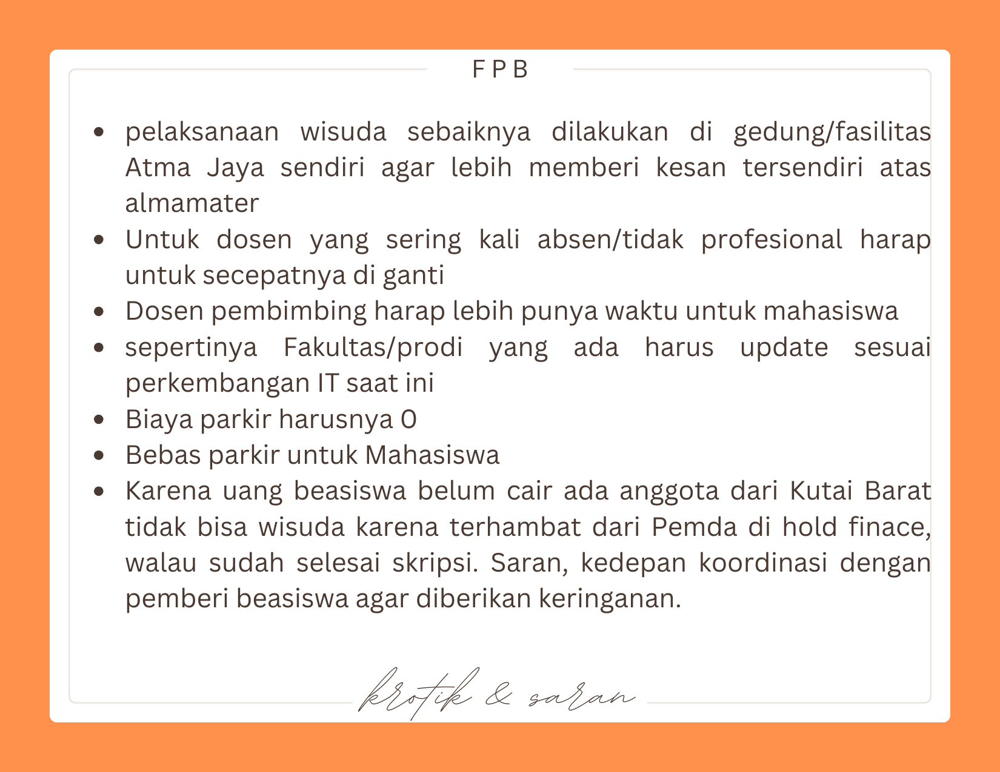 FPB
• pelaksanaan wisuda sebaiknya dilakukan di gedung/fasilitas
Atma Jaya sendiri agar lebih memberi kesan tersendiri atas
almamater
• Untuk dosen yang sering kali absen/tidak profesional harap
untuk secepatnya di ganti
• Dosen pembimbing harap lebih punya waktu untuk mahasiswa
• sepertinya Fakultas/prodi yang ada harus update sesuai
perkembangan IT saat ini
• Biaya parkir harusnya 0
• Bebas parkir untuk Mahasiswa
• Karena uang beasiswa belum cair ada anggota dari Kutai Barat
tidak bisa wisuda karena terhambat dari Pemda di hold finace,
walau sudah selesai skripsi. Saran, kedepan koordinasi dengan
pemberi beasiswa agar diberikan keringanan.
krotik & saran